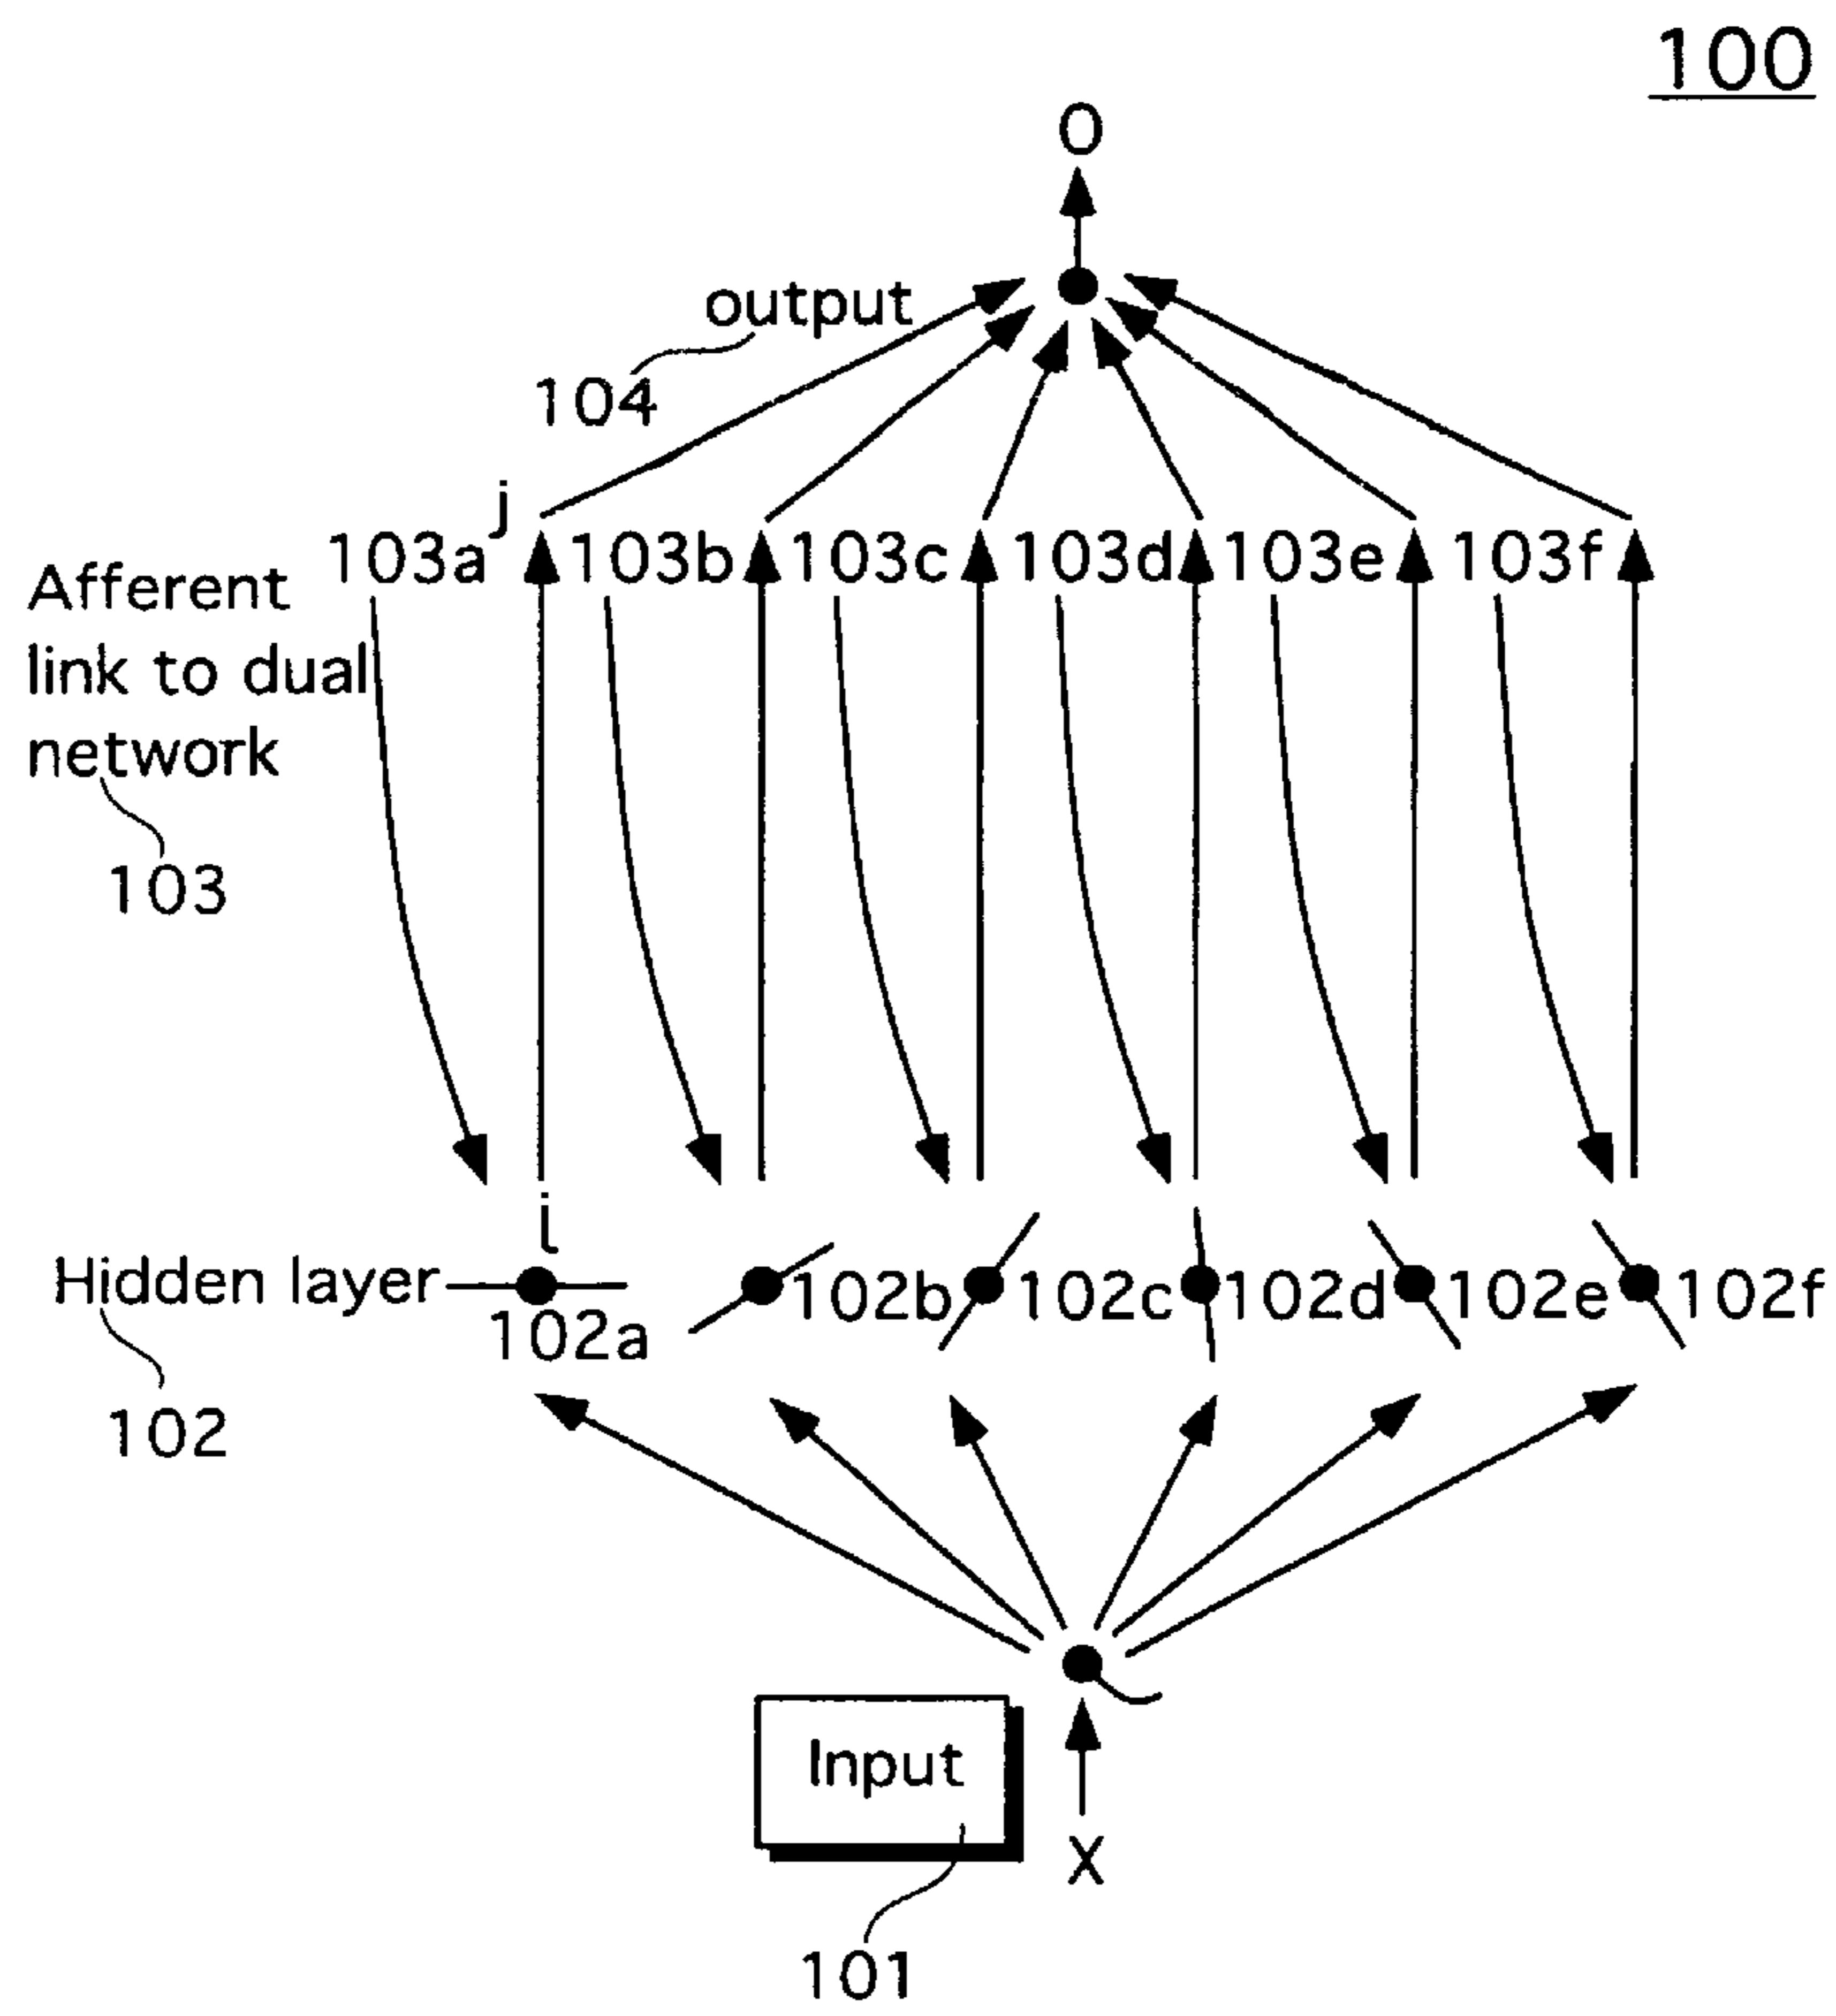 100
O
output
104
j
103a 103b 103c 103d 103e 103f
Afferent
link to dual
network
103
i
Hidden layer
102a
102b 102c 102d 102e 102f
102
Input
X
101